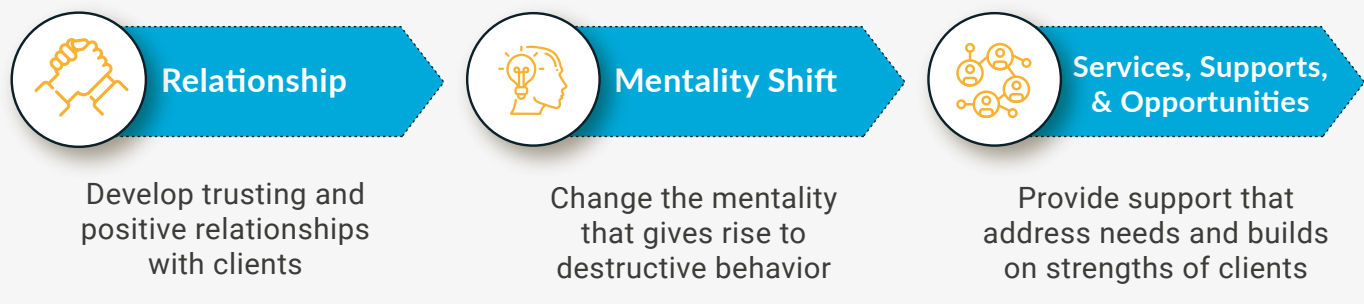 Relationship
Develop trusting and
positive relationships
with clients
Mentality Shift
Change the mentality
that gives rise to
destructive behavior
Services, Supports,
& Opportunities
Provide support that
address needs and builds
on strengths of clients